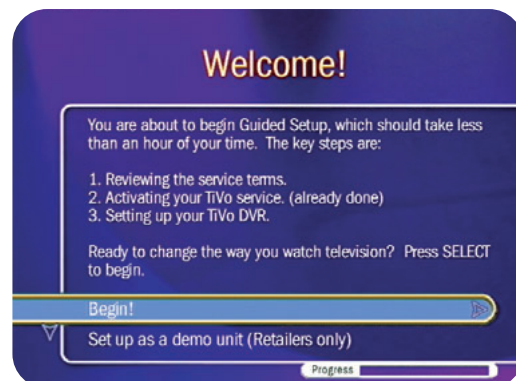 Welcome!
You are about to begin Guided Setup, which should take less
than an hour of your time. The key steps are:
1. Reviewing the service terms.
2. Activating your TiVo service. (already done)
3. Setting up your TiVo DVR.
Ready to change the way you watch television? Press SELECT
to begin.
Begin!
Set up as a demo unit (Retailers only)
Progress